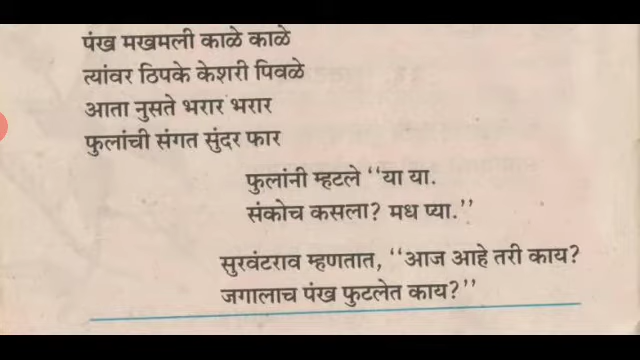 पंख मखमली काळे काळे
त्यांवर ठिपके केशरी पिवळे
आता नुसते भरारं भरार
फुलांची संगत सुंदर फार
फुलांनी म्हटले ‘‘या या.
संकोच कसला? मध प्या.’’
सुरवंटराव म्हणतात, ‘‘आज आहे तरी काय?
जगालाच पंख फुटलेत काय?’’